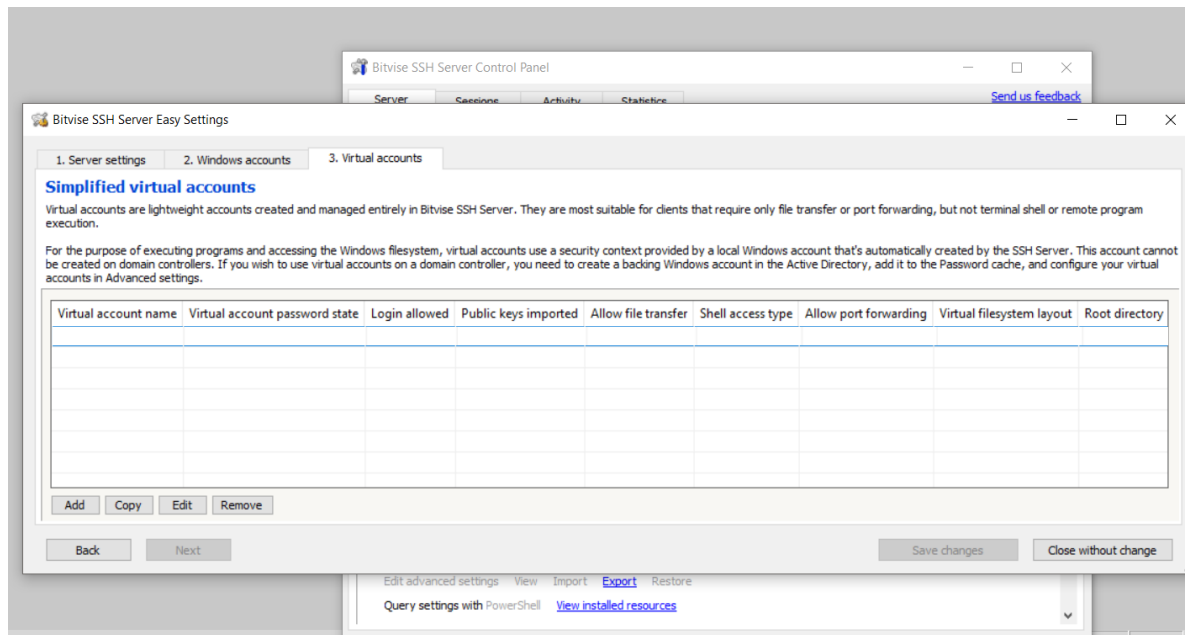 Bitvise SSH Server Control Panel
Server Sessions Activity Statistics Send us feedback
Bitvise SSH Server Easy Settings
1. Server settings 2. Windows accounts 3. Virtual accounts
Simplified virtual accounts
Virtual accounts are lightweight accounts created and managed entirely in Bitvise SSH Server. They are most suitable for clients that require only file transfer or port forwarding, but not terminal shell or remote program
execution.
For the purpose of executing programs and accessing the Windows filesystem, virtual accounts use a security context provided by a local Windows account that's automatically created by the SSH Server. This account cannot
be created on domain controllers. If you wish to use virtual accounts on a domain controller, you need to create a backing Windows account in the Active Directory, add it to the Password cache, and configure your virtual
accounts in Advanced settings.
Virtual account name Virtual account password state Login allowed Public keys imported Allow file transfer Shell access type Allow port forwarding Virtual filesystem layout Root directory
Add Copy Edit Remove
Back Next Save changes Close without change
Edit advanced settings View Import Export Restore
Query settings with PowerShell View installed resources